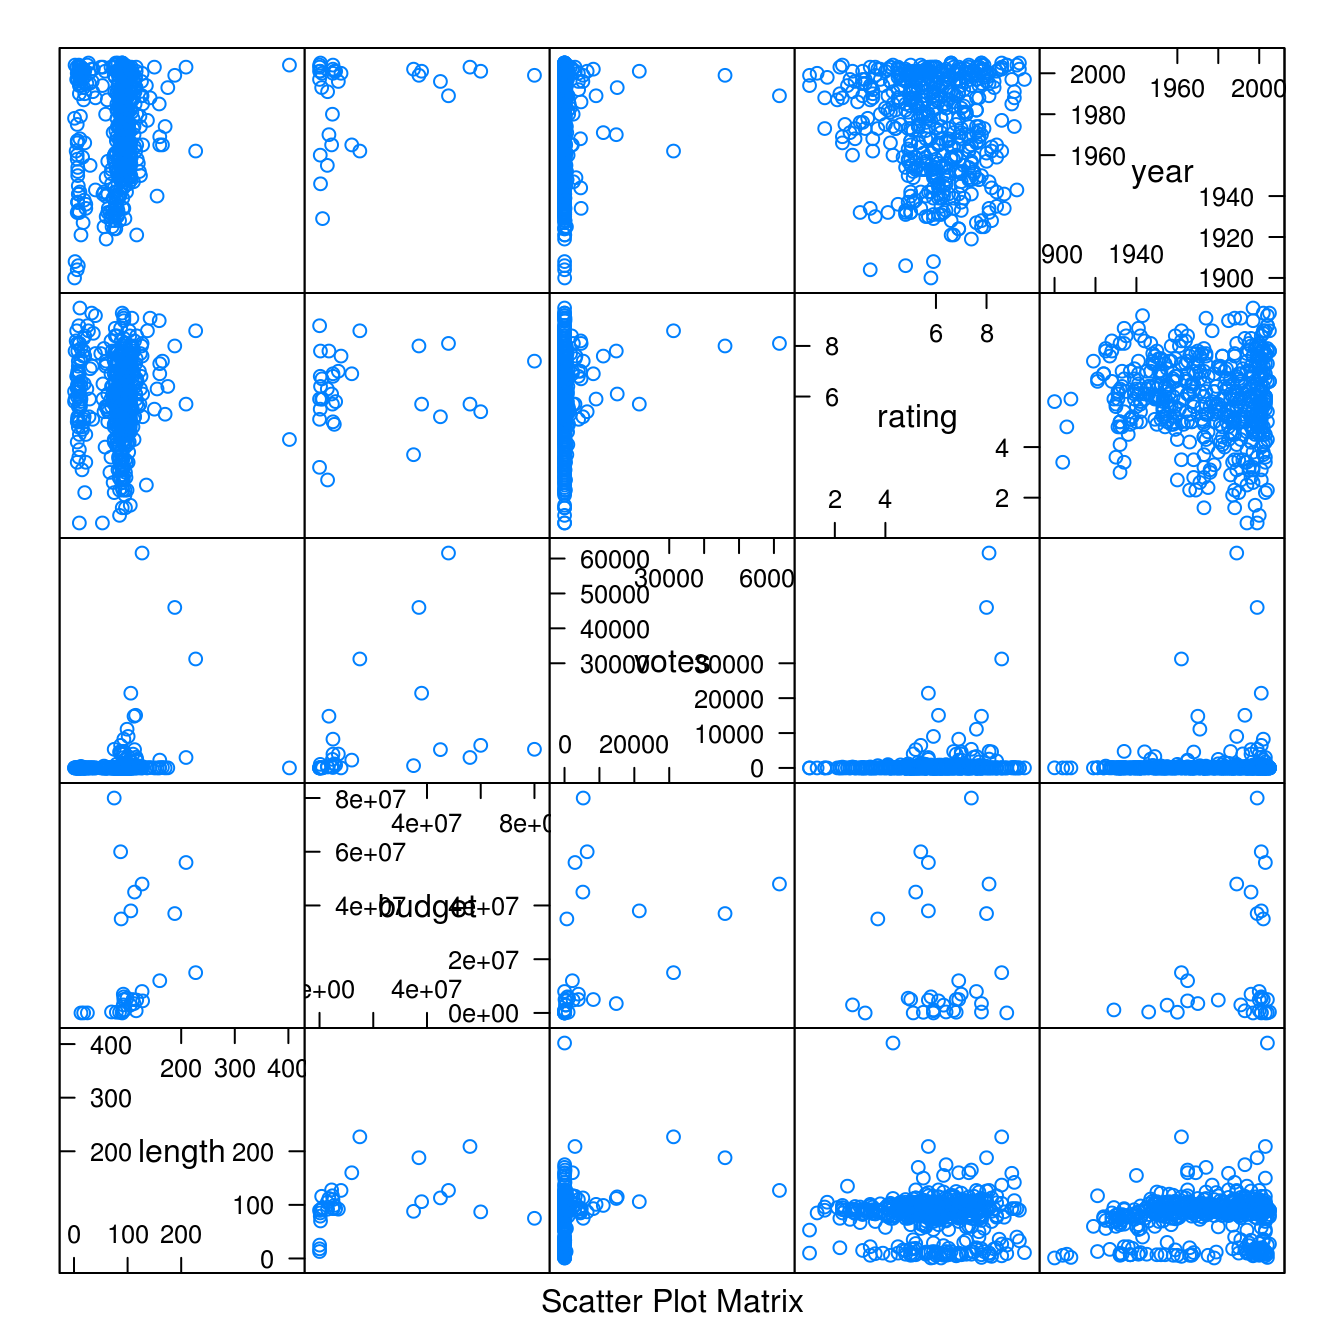 2000 1960 2000
1980
1960 year
1940
1920
900 1940 1900
6 8
8
6
rating
4
2 4 2
60000 30000 6000
50000
40000
30000 votes 30000
20000
10000
0 20000 0
8e+07 4e+07 8e+0
6e+07
4e+07 budget 4e+07
2e+07
e+00 4e+07 0e+00
400 200 300 400
300
200 length 200
100
0 100 200 0
Scatter Plot Matrix